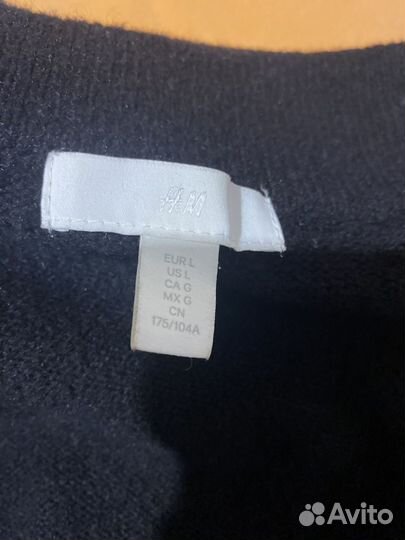 H&M
EUR L
US L
CA G
MX G
CN
175/104A
Avito